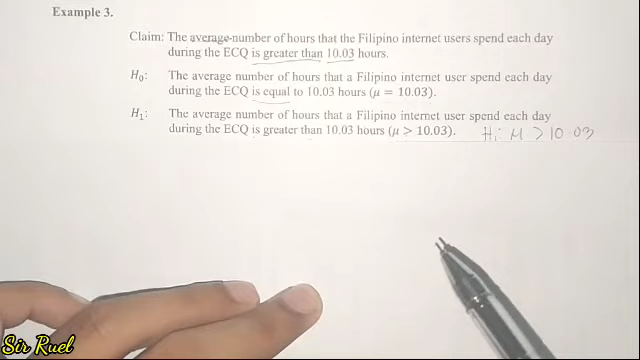 Example 3.
Claim: The average number of hours that the Filipino internet users spend each day
during the ECQ is greater than 10.03 hours.
H₀: The average number of hours that a Filipino internet user spend each day
during the ECQ is equal to 10.03 hours (μ = 10.03).
H₁: The average number of hours that a Filipino internet user spend each day
during the ECQ is greater than 10.03 hours (μ > 10.03). H₁: M > 10.03
Sir Ruel